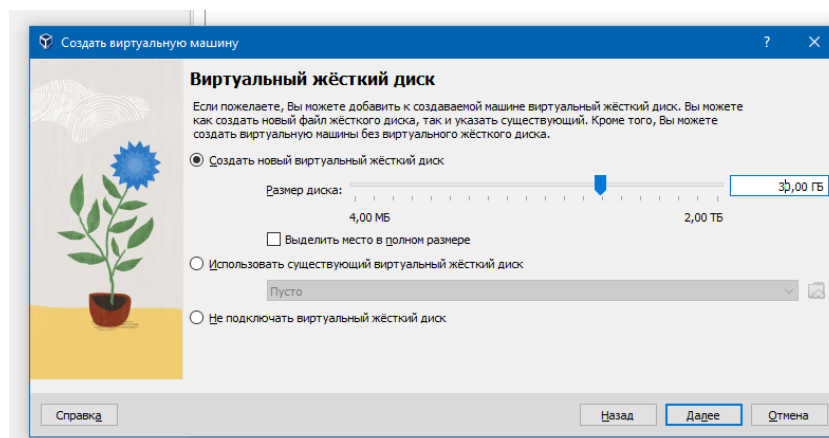 Создать виртуальную машину
Виртуальный жёсткий диск
Если пожелаете, Вы можете добавить к создаваемой машине виртуальный жёсткий диск. Вы можете
как создать новый файл жёсткого диска, так и указать существующий. Кроме того, Вы можете
создать виртуальную машины без виртуального жёсткого диска.
Создать новый виртуальный жёсткий диск
Размер диска:
30,00 ГБ
4,00 МБ 2,00 ТБ
Выделить место в полном размере
Использовать существующий виртуальный жёсткий диск
Пусто
Не подключать виртуальный жёсткий диск
Справка Назад Далее Отмена